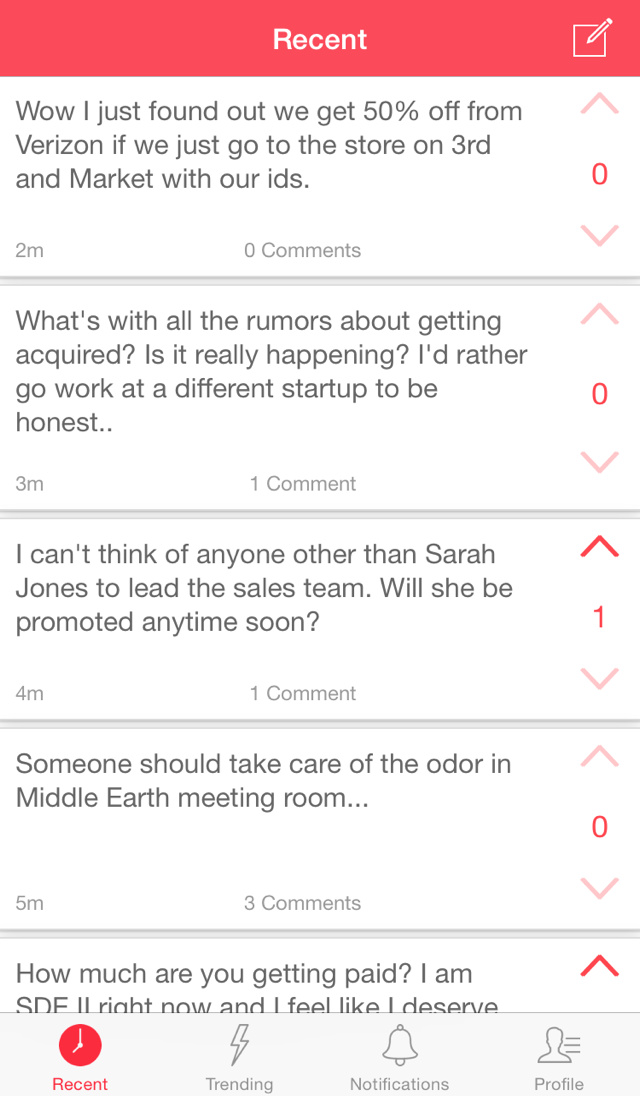 Recent
Wow I just found out we get 50% off from
Verizon if we just go to the store on 3rd
and Market with our ids.
0
2m
0 Comments
What's with all the rumors about getting
acquired? Is it really happening? I'd rather
go work at a different startup to be
honest..
0
3m
1 Comment
I can't think of anyone other than Sarah
Jones to lead the sales team. Will she be
promoted anytime soon?
1
4m
1 Comment
Someone should take care of the odor in
Middle Earth meeting room...
0
5m
3 Comments
How much are you getting paid? I am
SDE II right now and I feel like I deserve
Recent
Trending
Notifications
Profile